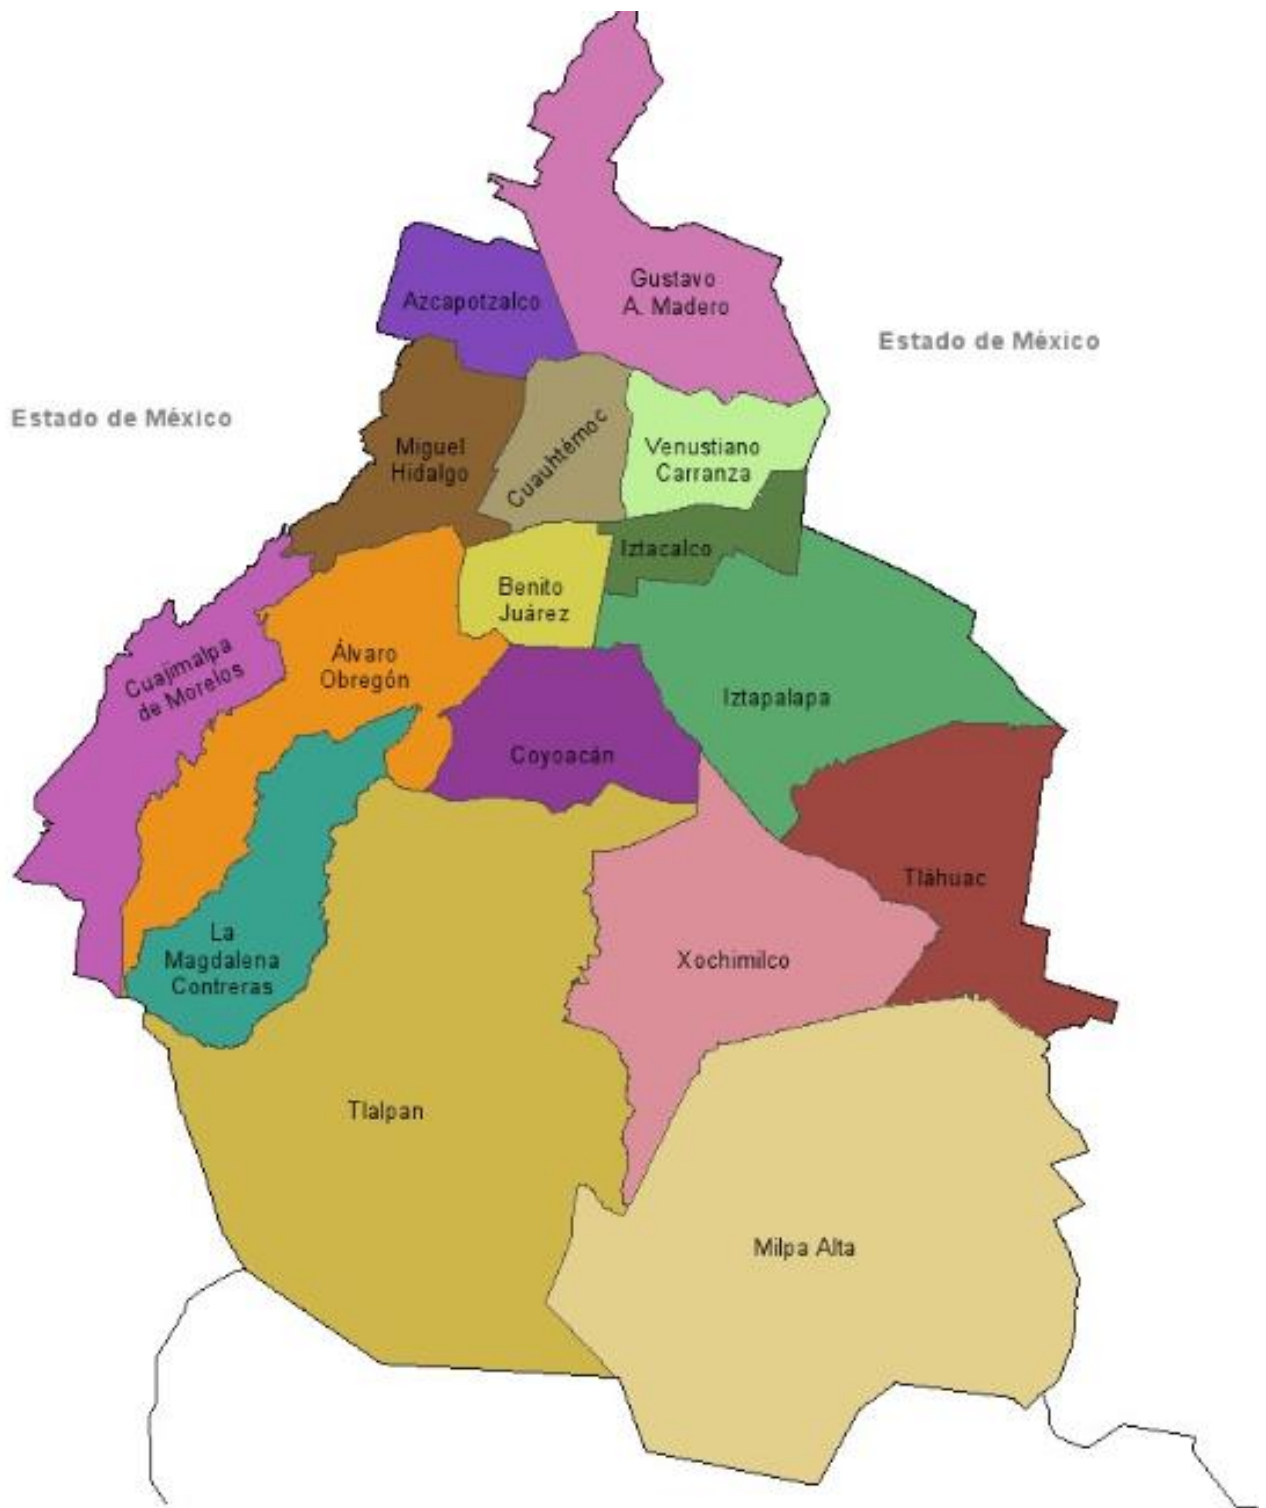 Gustavo
A. Madero
Azcapotzalco
Estado de México
Estado de México
Miguel
Hidalgo
Cuauhtémoc
Venustiano
Carranza
Iztacalco
Benito
Juárez
Cuajimalpa
de Morelos
Álvaro
Obregón
Iztapalapa
Coyoacán
Tláhuac
La
Magdalena
Contreras
Xochimilco
Tlalpan
Milpa Alta